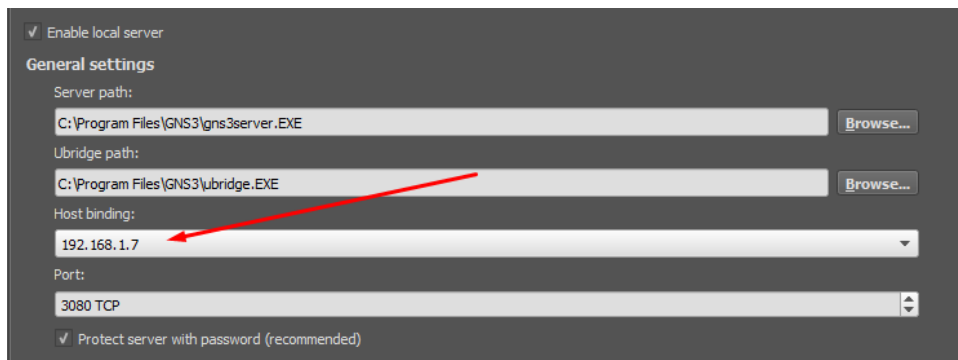 Enable local server
General settings
Server path:
C:\Program Files\GNS3\gns3server.EXE
Browse...
Ubridge path:
C:\Program Files\GNS3\ubridge.EXE
Browse...
Host binding:
192.168.1.7
Port:
3080 TCP
Protect server with password (recommended)